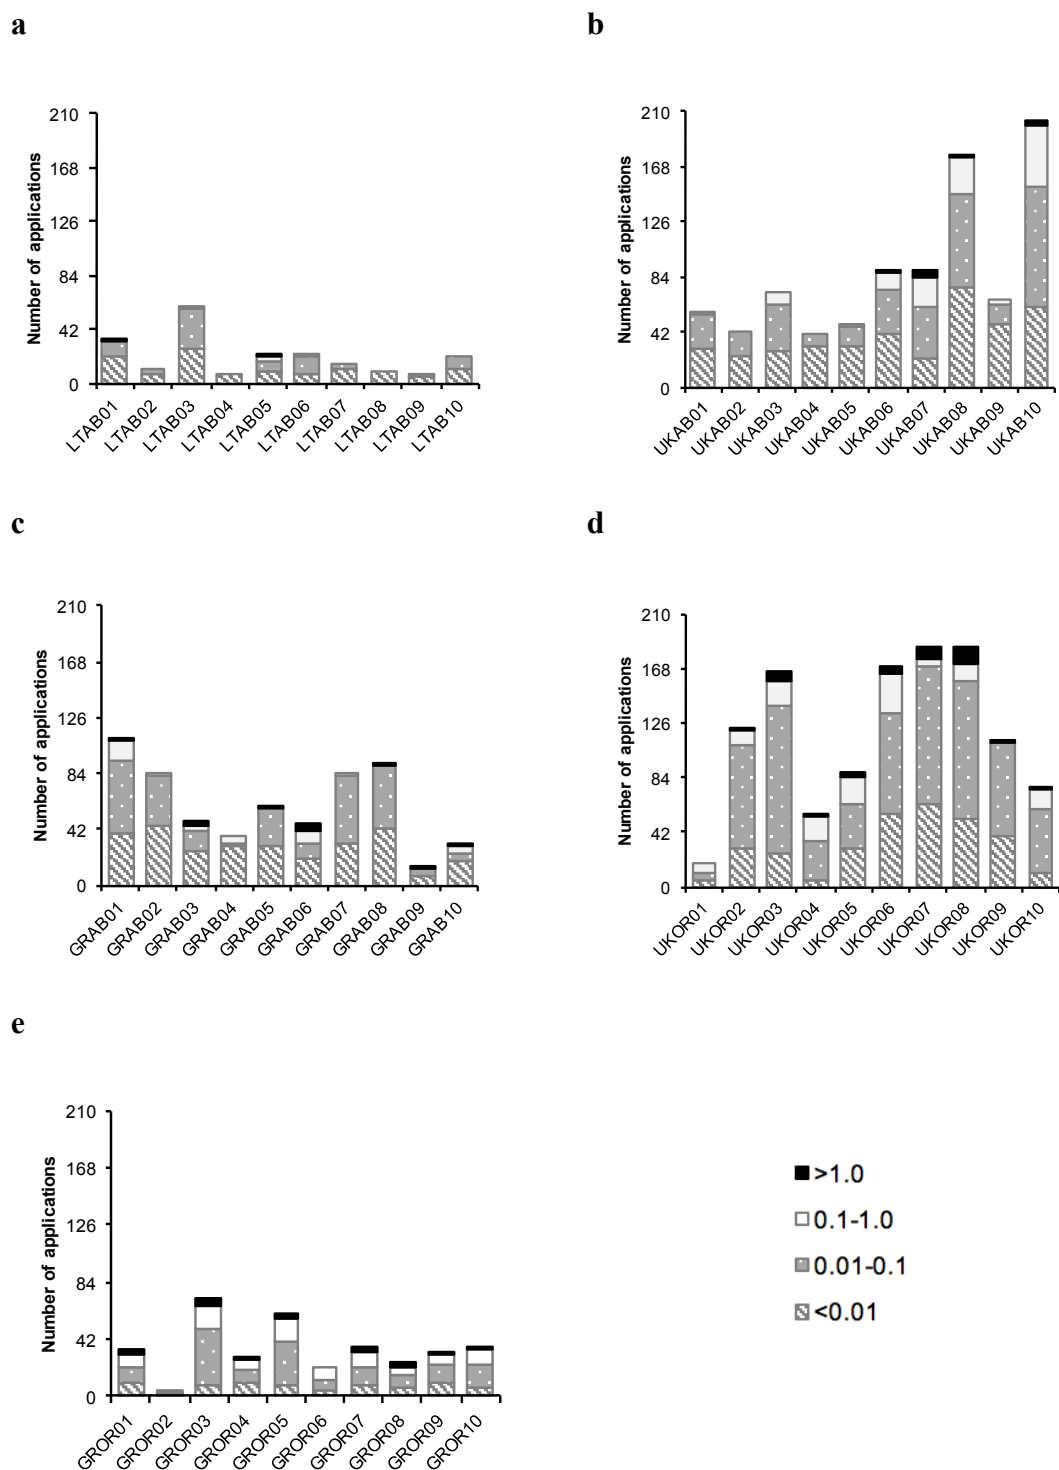 a
b
Number of applications
210
168
126
84
42
0
LTAB01
LTAB02
LTAB03
LTAB04
LTAB05
LTAB06
LTAB07
LTAB08
LTAB09
LTAB10
Number of applications
210
168
126
84
42
0
UKAB01
UKAB02
UKAB03
UKAB04
UKAB05
UKAB06
UKAB07
UKAB08
UKAB09
UKAB10
c
d
Number of applications
210
168
126
84
42
0
GRAB01
GRAB02
GRAB03
GRAB04
GRAB05
GRAB06
GRAB07
GRAB08
GRAB09
GRAB10
Number of applications
210
168
126
84
42
0
UKOR01
UKOR02
UKOR03
UKOR04
UKOR05
UKOR06
UKOR07
UKOR08
UKOR09
UKOR10
e
Number of applications
210
168
126
84
42
0
GROR01
GROR02
GROR03
GROR04
GROR05
GROR06
GROR07
GROR08
GROR09
GROR10
>1.0
0.1-1.0
0.01-0.1
<0.01